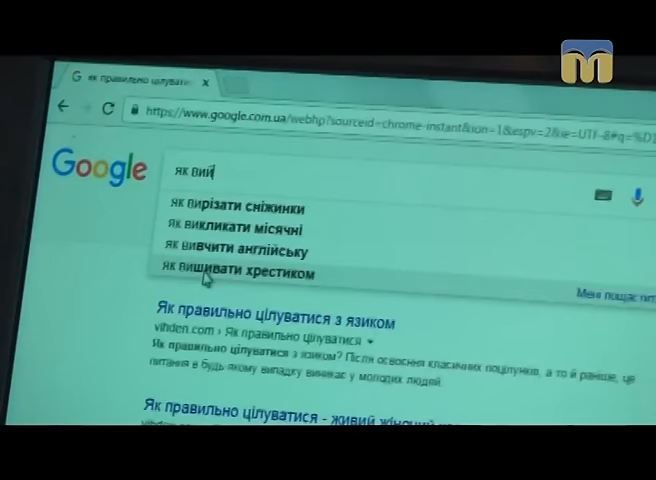 M
як правильно цілуватис
https://www.google.com.ua/webhp?sourceid=chrome-instant&ion=1&espv=2&ie=UTF-8#q=%D1
Google
як вий
як вирізати сніжинки
як викликати місячні
як вивчити англійську
як вишивати хрестиком
Мені пощастить
Як правильно цілуватися з язиком
vihden.com › Як правильно цілуватися
Як правильно цілуватися з язиком? Після освоєння класичних поцілунків, а то й раніше, це
питання в будь якому випадку виникає у молодих людей.
Як правильно цілуватися - живий жіночий